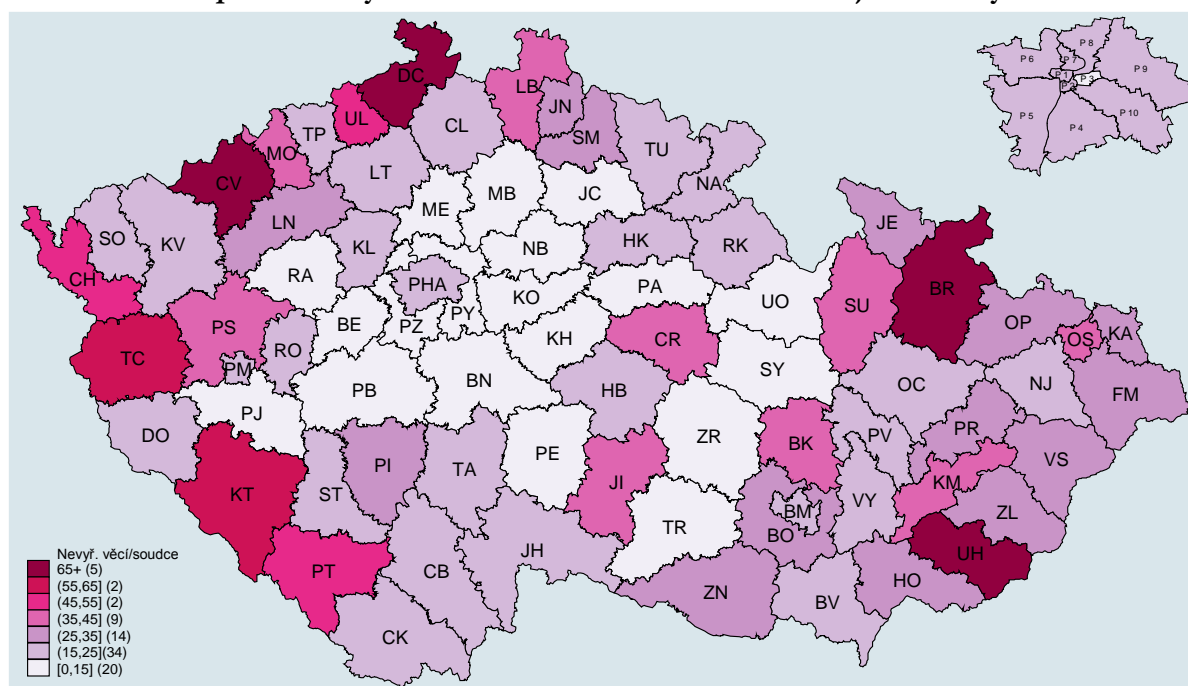 P 8
P 6
P 7
P 9
P 1
P 3
P 2
P 5
P 10
P 4
DC
LB
JN
UL
TP
CL
SM
MO
TU
CV
LT
NA
MB
JC
ME
LN
SO
KV
KL
NB
HK
RK
JE
CH
RA
PHA
PA
KO
UO
SU
BR
PS
BE
PZ
PY
OP
TC
RO
KH
CR
OS
KA
PM
SY
PB
BN
HB
OC
NJ
FM
PJ
DO
ZR
PV
PR
PE
BK
VS
KT
ST
PI
TA
JI
KM
VY
BM
ZL
TR
BO
JH
UH
PT
CB
ZN
HO
BV
CK
Nevyř. věcí/soudce
65+ (5)
(55,65] (2)
(45,55] (2)
(35,45] (9)
(25,35] (14)
(15,25](34)
[0,15] (20)